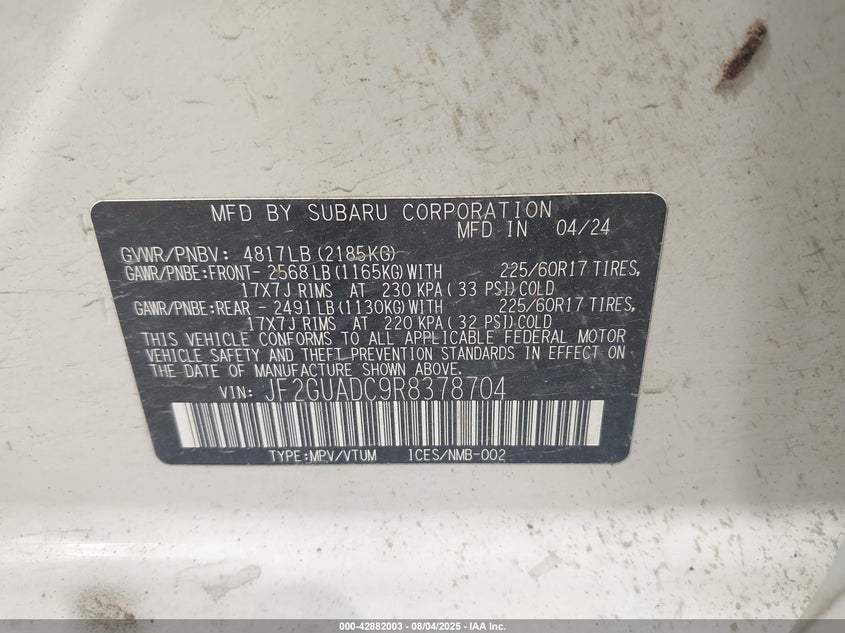 MFD BY SUBARU CORPORATION
MFD IN 04/24
GVWR/PNBV: 4817LB (2185KG)
GAWR/PNBE:FRONT- 2568 LB (1165KG) WITH 225/60R17 TIRES,
17X7J RIMS AT 230 KPA ( 33 PSI) COLD
GAWR/PNBE:REAR - 2491 LB (1130KG) WITH 225/60R17 TIRES,
17X7J RIMS AT 220 KPA ( 32 PSI) COLD
THIS VEHICLE CONFORMS TO ALL APPLICABLE FEDERAL MOTOR
VEHICLE SAFETY AND THEFT PREVENTION STANDARDS IN EFFECT ON
THE DATE OF MANUFACTURE SHOWN ABOVE.
VIN: JF2GUADC9R8378704
TYPE:MPV/VTUM ICES/NMB-002
000-42882003 - 08/04/2025 - IAA Inc.